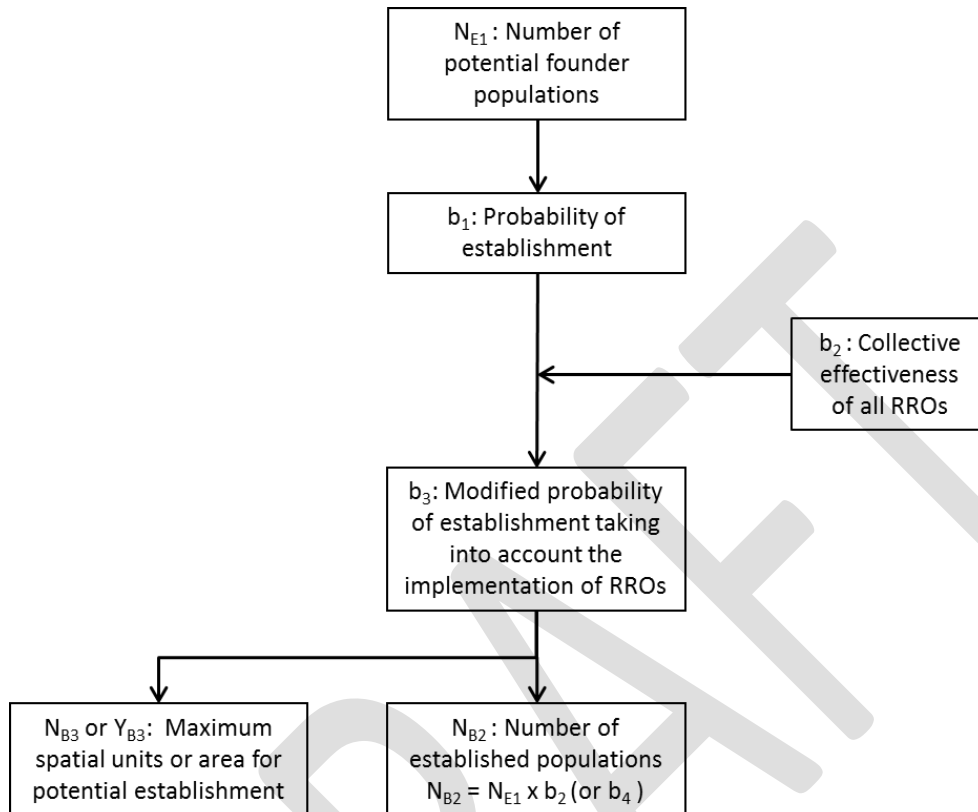 N_E1 : Number of
potential founder
populations
b_1: Probability of
establishment
b_2 : Collective
effectiveness
of all RROs
b_3: Modified probability
of establishment taking
into account the
implementation of RROs
N_B3 or Y_B3: Maximum
spatial units or area for
potential establishment
N_B2 : Number of
established populations
N_B2 = N_E1 x b_2 (or b_4 )
DRAFT